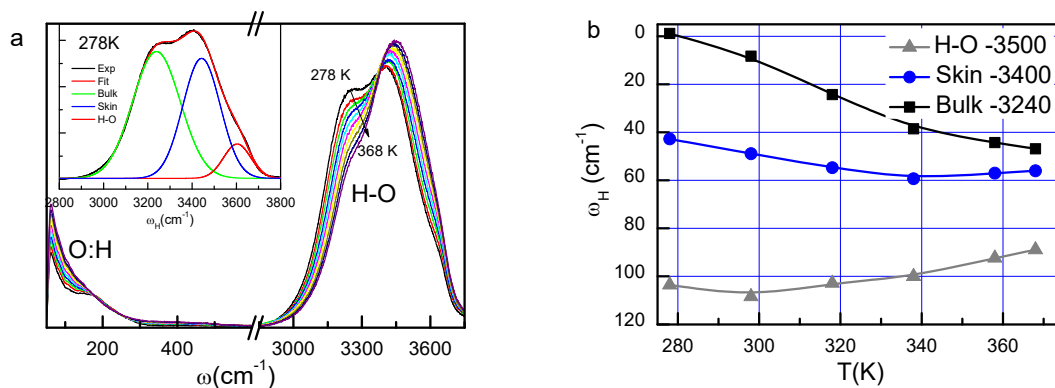 a
278K
Exp
Fit
Bulk
Skin
H-O
2800 3000 3200 3400 3600 3800
ω_H(cm⁻¹)
278 K
368 K
H-O
O:H
200 400 3000 3300 3600
ω(cm⁻¹)
b
H-O -3500
Skin -3400
Bulk -3240
0
20
40
60
80
100
120
ω_H (cm⁻¹)
280 300 320 340 360
T(K)